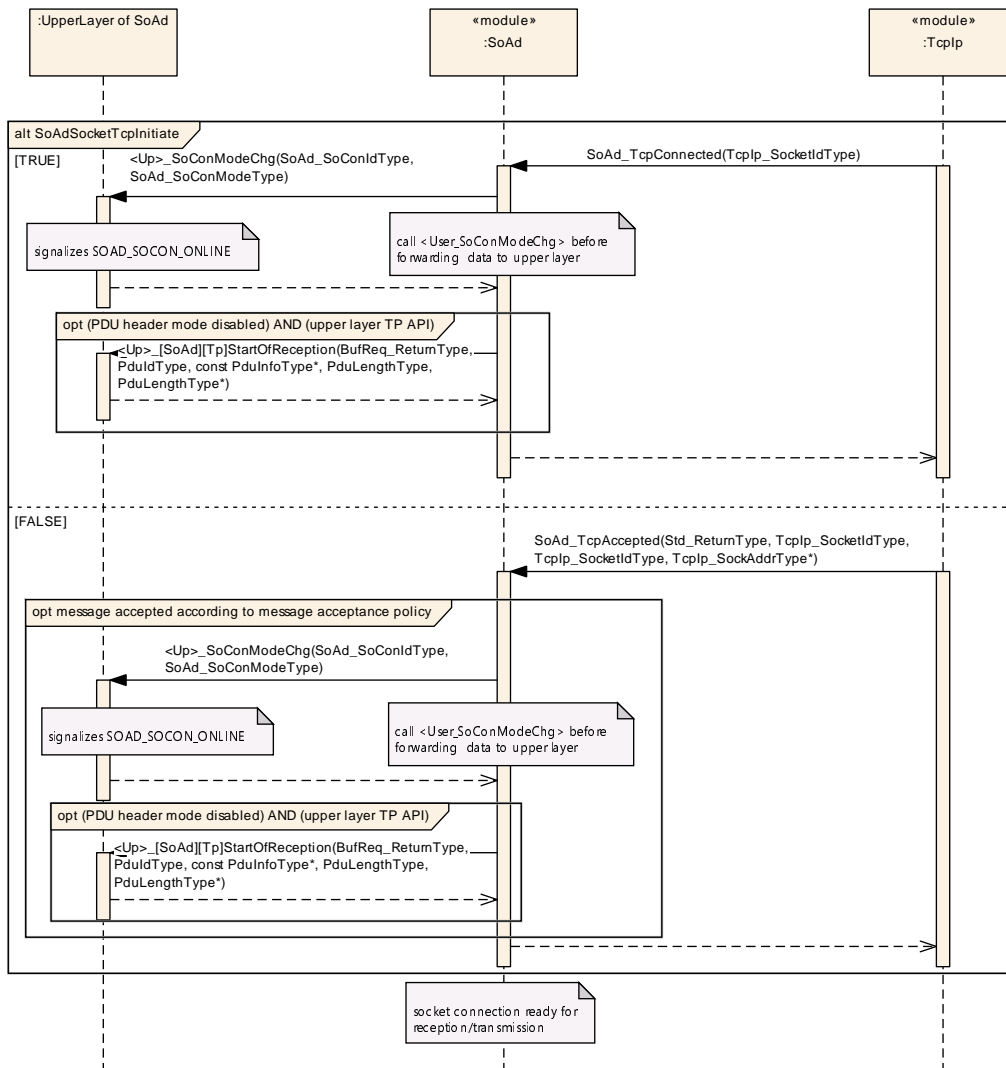 :UpperLayer of SoAd
«module»
:SoAd
«module»
:TcpIp
alt SoAdSocketTcpInitiate
[TRUE]
<Up>_SoConModeChg(SoAd_SoConIdType,
SoAd_SoConModeType)
SoAd_TcpConnected(TcpIp_SocketIdType)
signalizes SOAD_SOCON_ONLINE
call <User_SoConModeChg> before
forwarding data to upper layer
opt (PDU header mode disabled) AND (upper layer TP API)
<Up>_[SoAd][Tp]StartOfReception(BufReq_ReturnType,
PduIdType, const PduInfoType*, PduLengthType,
PduLengthType*)
[FALSE]
SoAd_TcpAccepted(Std_ReturnType, TcpIp_SocketIdType,
TcpIp_SocketIdType, TcpIp_SockAddrType*)
opt message accepted according to message acceptance policy
<Up>_SoConModeChg(SoAd_SoConIdType,
SoAd_SoConModeType)
signalizes SOAD_SOCON_ONLINE
call <User_SoConModeChg> before
forwarding data to upper layer
opt (PDU header mode disabled) AND (upper layer TP API)
<Up>_[SoAd][Tp]StartOfReception(BufReq_ReturnType,
PduIdType, const PduInfoType*, PduLengthType,
PduLengthType*)
socket connection ready for
reception/transmission